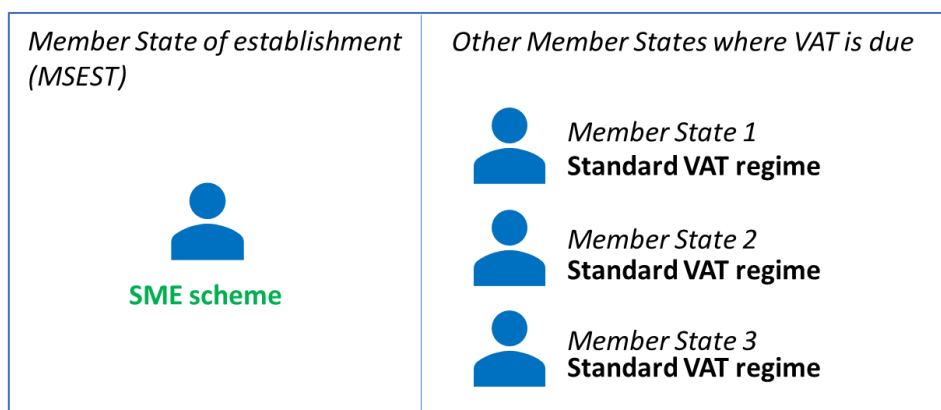 Member State of establishment
(MSEST)
SME scheme
Other Member States where VAT is due
Member State 1
Standard VAT regime
Member State 2
Standard VAT regime
Member State 3
Standard VAT regime